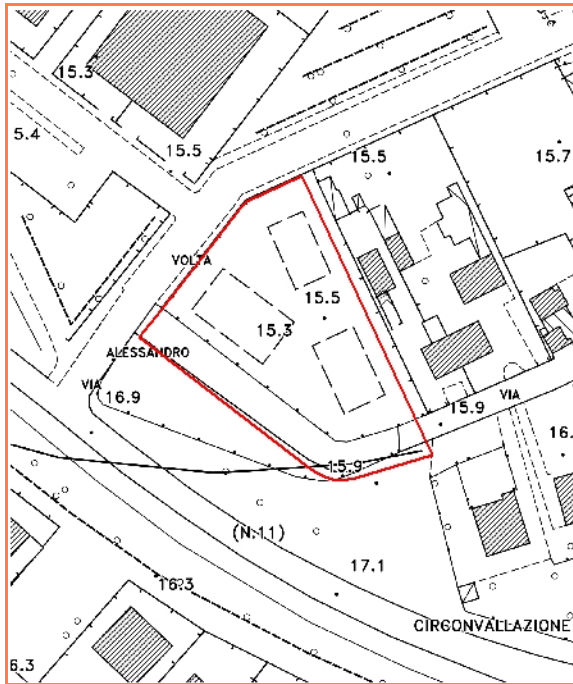 15.3
5.4
15.5
15.5
15.7
VOLTA
15.5
15.3
ALESSANDRO
VIA
16.9
VIA
15.9
16.
15.9
(N.11)
17.1
16.3
CIRCONVALLAZIONE
6.3